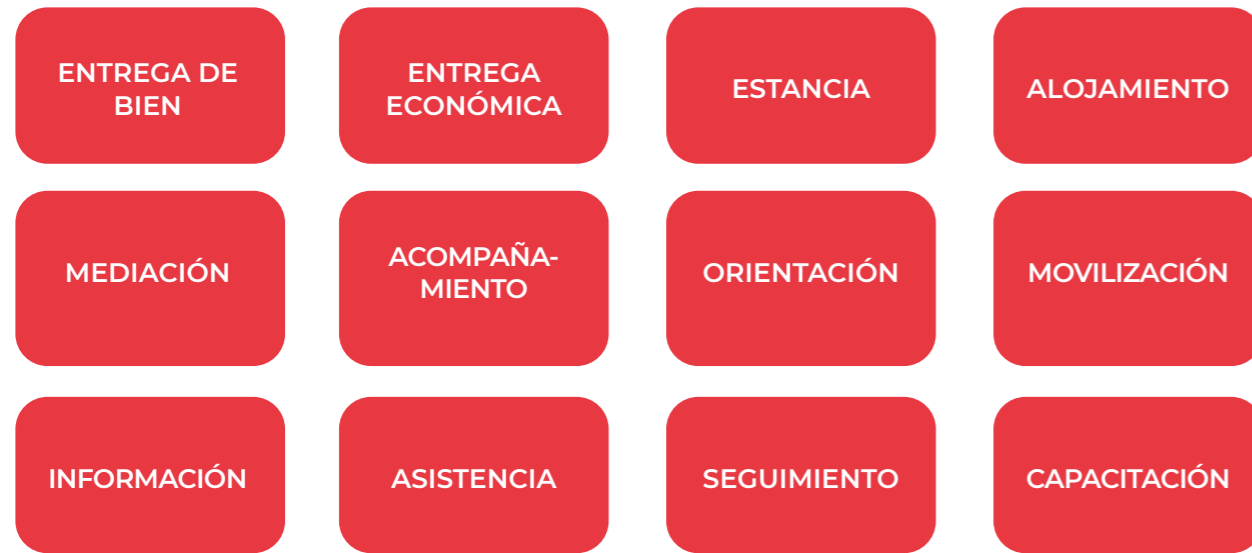 ENTREGA DE
BIEN
ENTREGA
ECONÓMICA
ESTANCIA
ALOJAMIENTO
MEDIACIÓN
ACOMPAÑA-
MIENTO
ORIENTACIÓN
MOVILIZACIÓN
INFORMACIÓN
ASISTENCIA
SEGUIMIENTO
CAPACITACIÓN